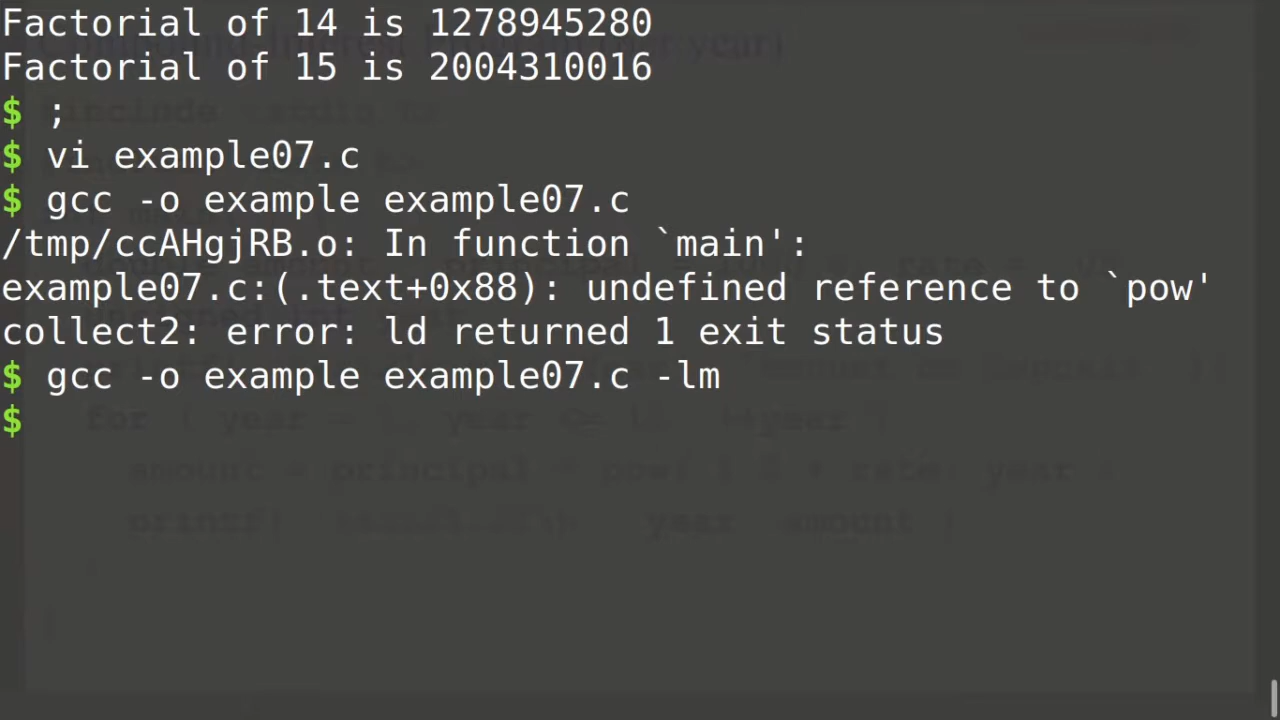 Factorial of 14 is 1278945280
Factorial of 15 is 2004310016
$ ;
$ vi example07.c
$ gcc -o example example07.c
/tmp/ccAHgjRB.o: In function `main':
example07.c:(.text+0x88): undefined reference to `pow'
collect2: error: ld returned 1 exit status
$ gcc -o example example07.c -lm
$